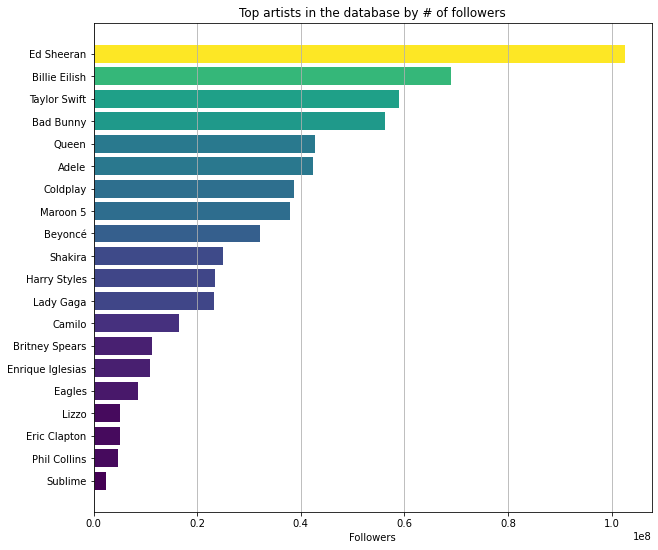 Top artists in the database by # of followers
Ed Sheeran
Billie Eilish
Taylor Swift
Bad Bunny
Queen
Adele
Coldplay
Maroon 5
Beyoncé
Shakira
Harry Styles
Lady Gaga
Camilo
Britney Spears
Enrique Iglesias
Eagles
Lizzo
Eric Clapton
Phil Collins
Sublime
0.0 0.2 0.4 0.6 0.8 1.0
1e8
Followers